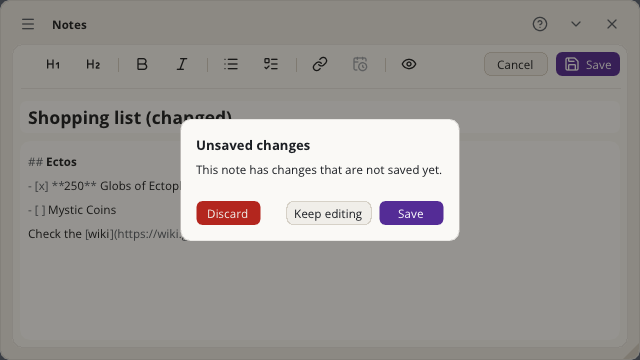 Notes
H1 H2 B I Cancel Save
Shopping list (changed)
## Ectos
- [x] **250** Globs of
- [ ] Mystic Coins
Check the [wiki](https://wiki
Unsaved changes
This note has changes that are not saved yet.
Discard Keep editing Save